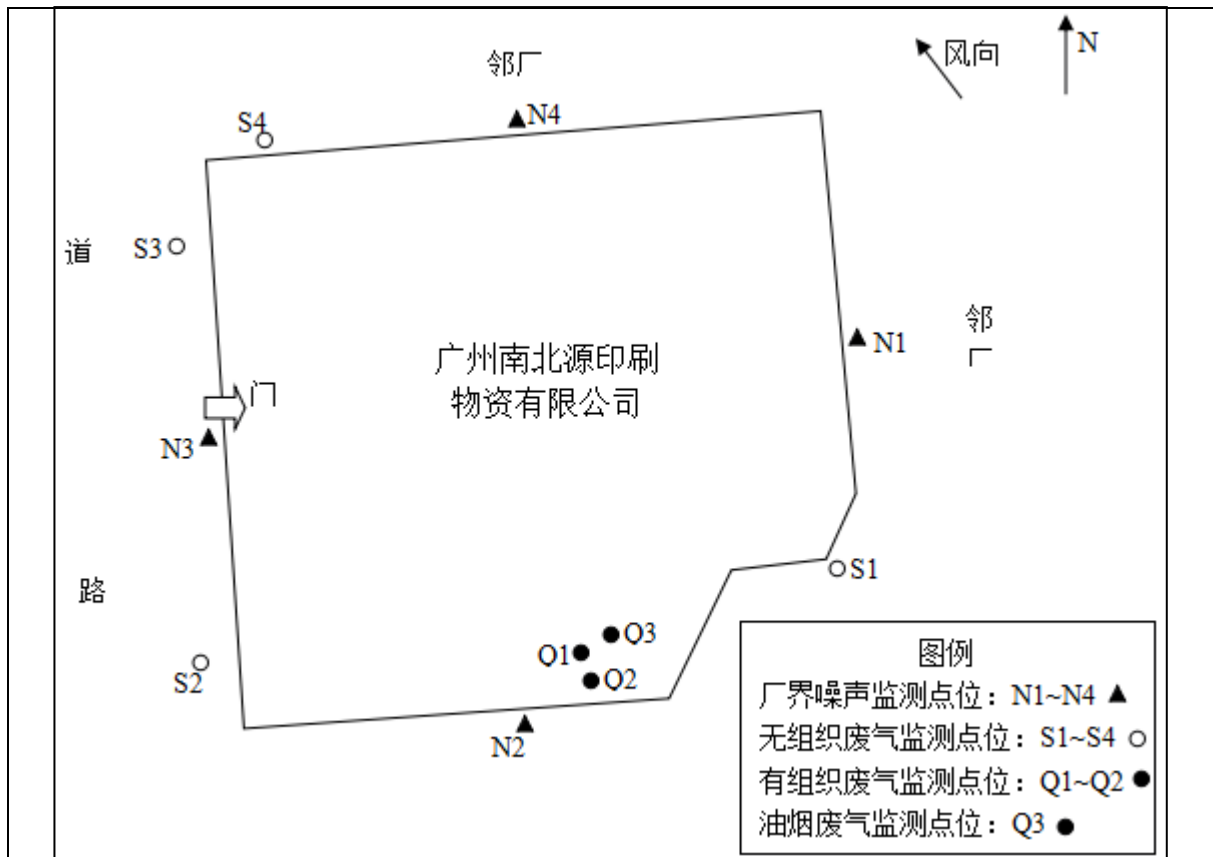 邻厂
风向
N
N4
S4
道
S3
邻
厂
N1
广州南北源印刷
物资有限公司
门
N3
S1
路
Q3
Q1
Q2
S2
N2
图例
厂界噪声监测点位：N1~N4 ▲
无组织废气监测点位：S1~S4 ○
有组织废气监测点位：Q1~Q2 ●
油烟废气监测点位：Q3 ●